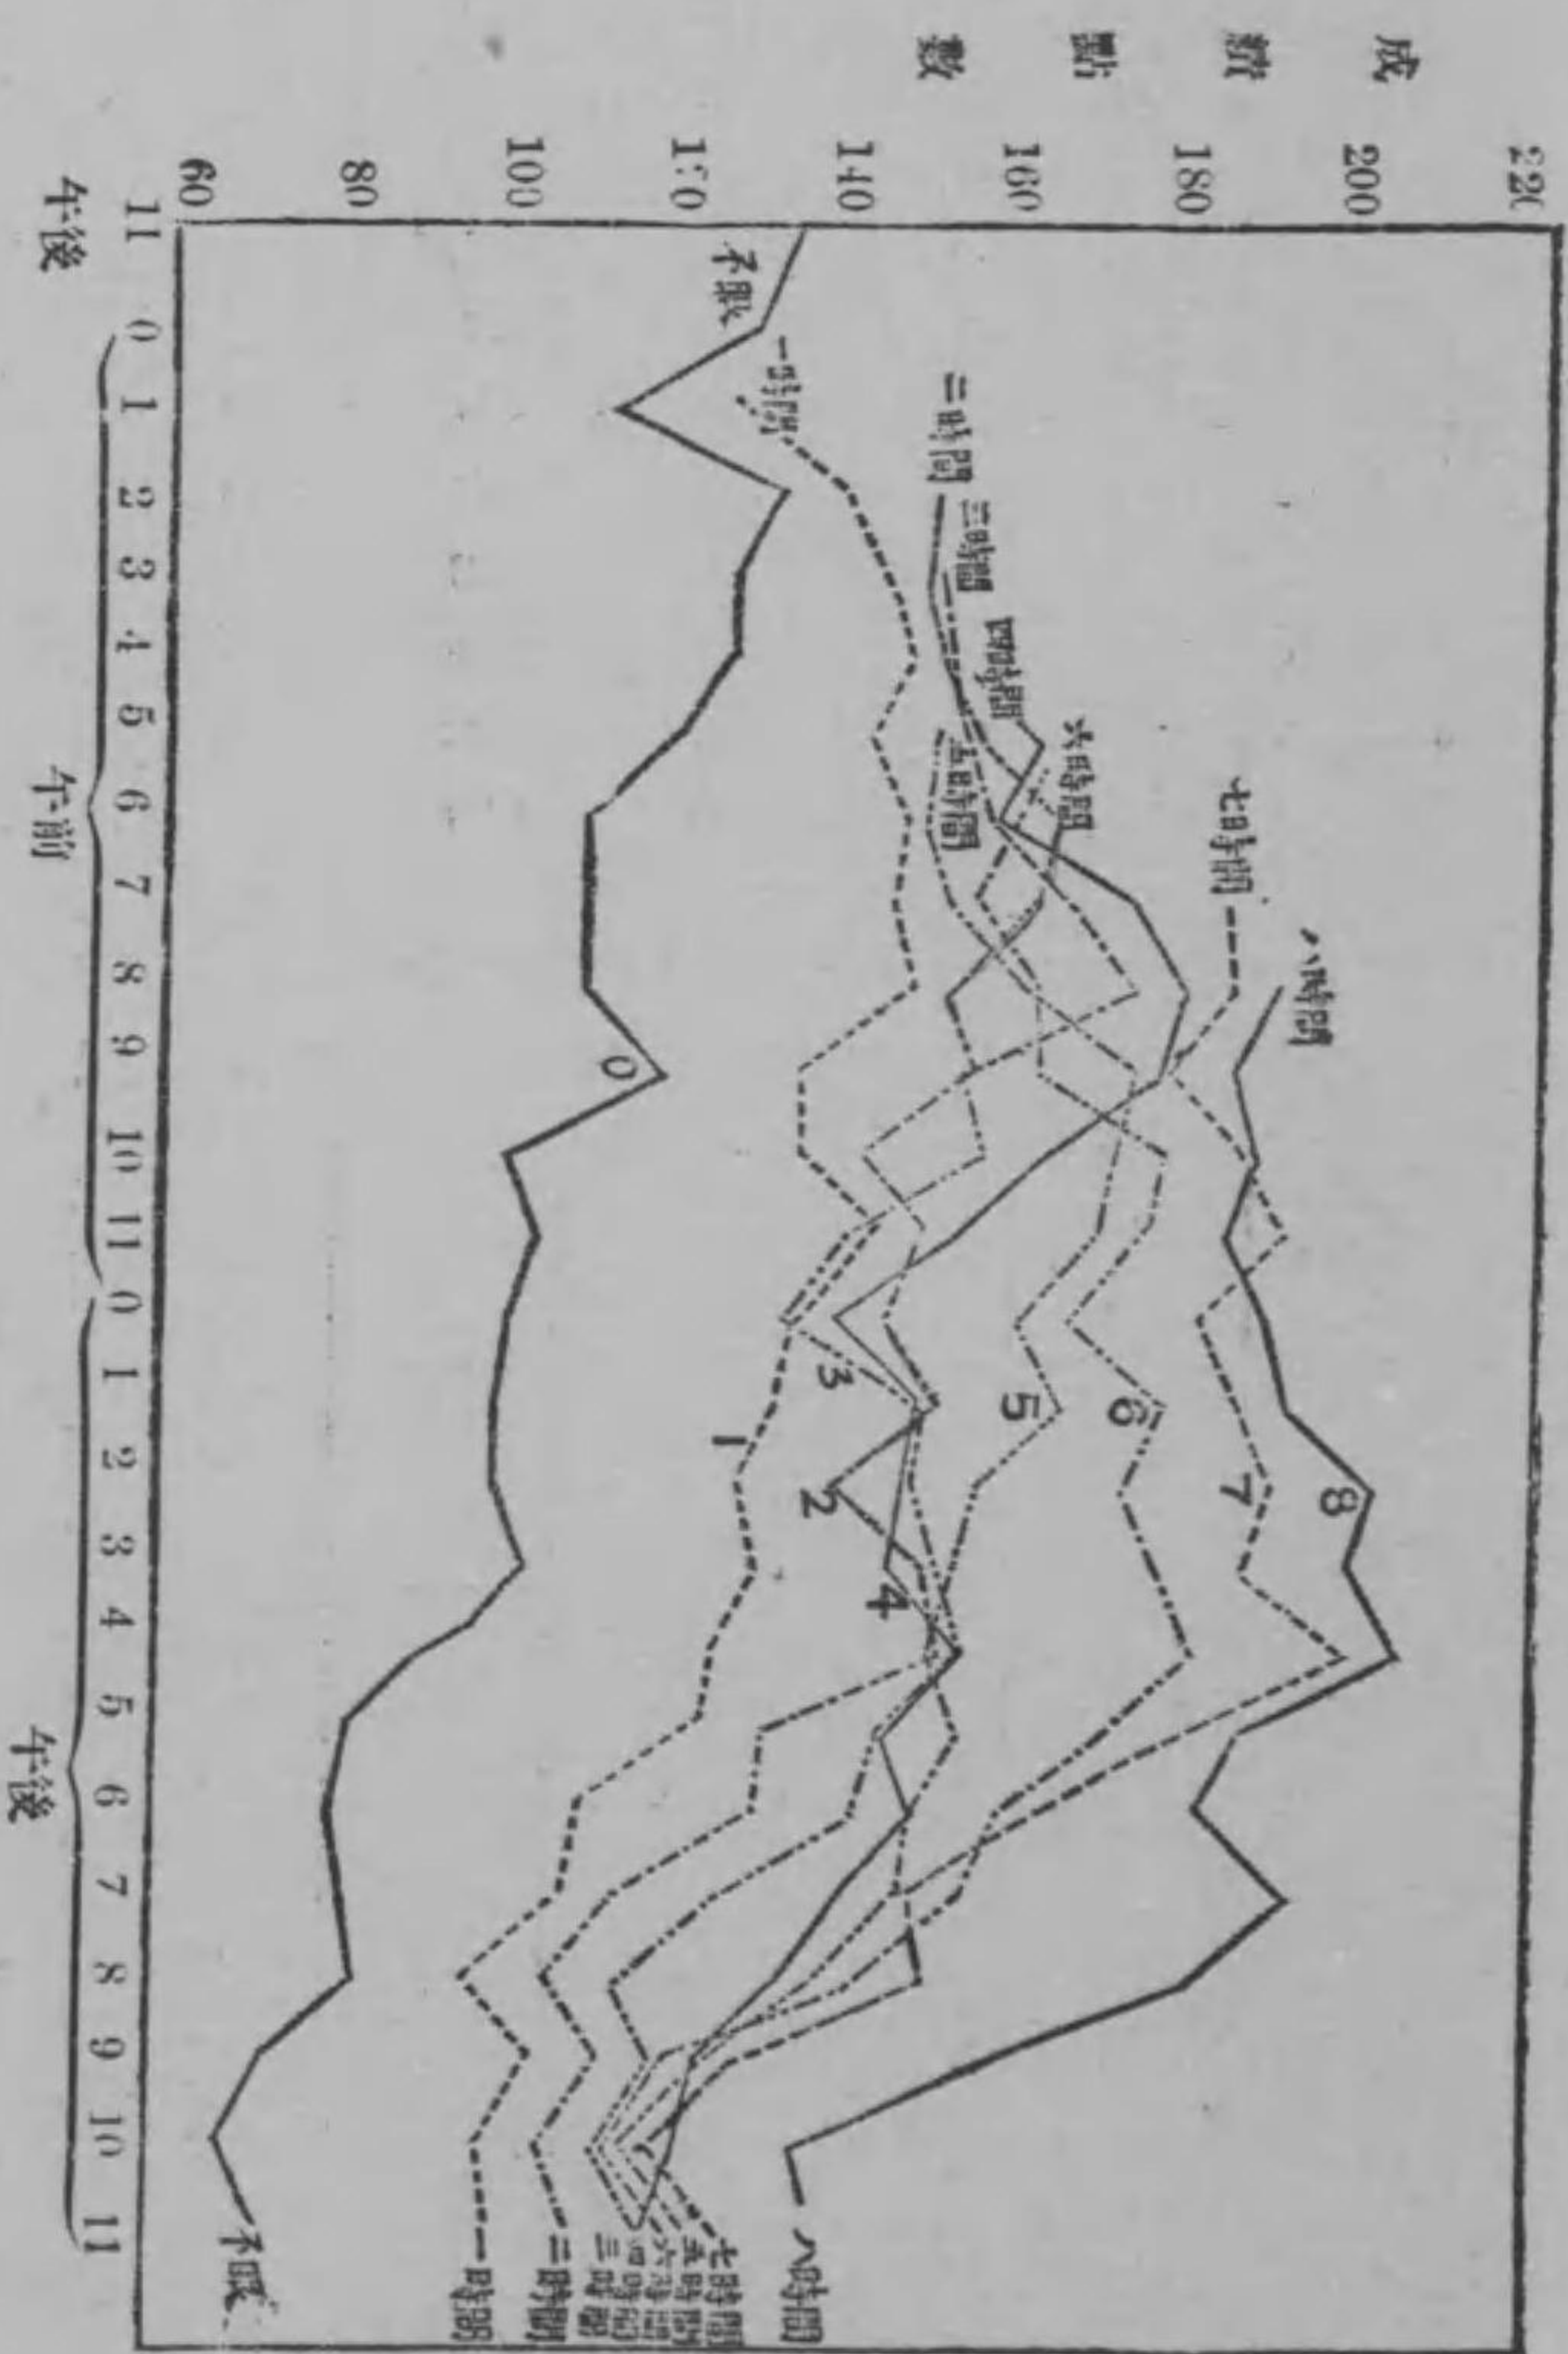 成績點數
220
200
180
160
140
120
100
80
60
不眠
一時間
二時間
三時間
四時間
五時間
六時間
七時間
八時間
0
1
2
3
4
5
6
7
8
不眠
一時間
二時間
三時間
四時間
六時間
五時間
七時間
八時間
11 0 1 2 3 4 5 6 7 8 9 10 11 0 1 2 3 4 5 6 7 8 9 10 11
午後 午前 午後